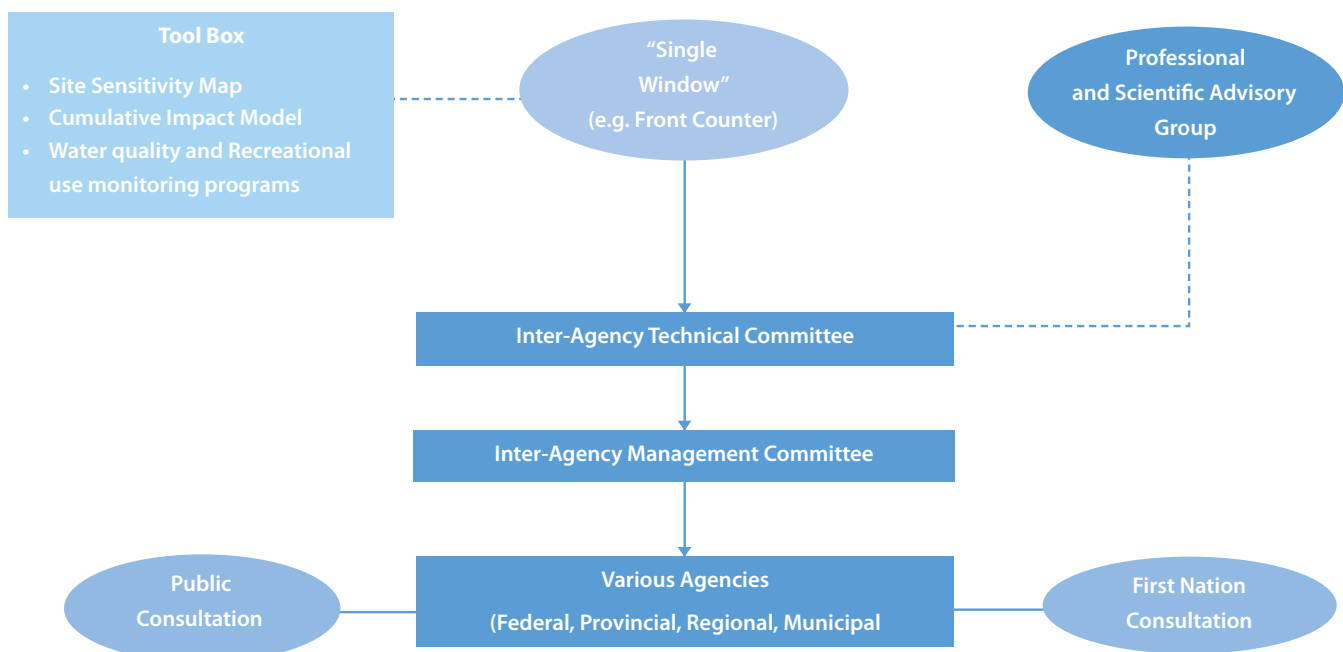 Tool Box
• Site Sensitivity Map
• Cumulative Impact Model
• Water quality and Recreational
use monitoring programs
“Single
Window”
(e.g. Front Counter)
Professional
and Scientific Advisory
Group
Inter-Agency Technical Committee
Inter-Agency Management Committee
Public
Consultation
Various Agencies
(Federal, Provincial, Regional, Municipal
First Nation
Consultation